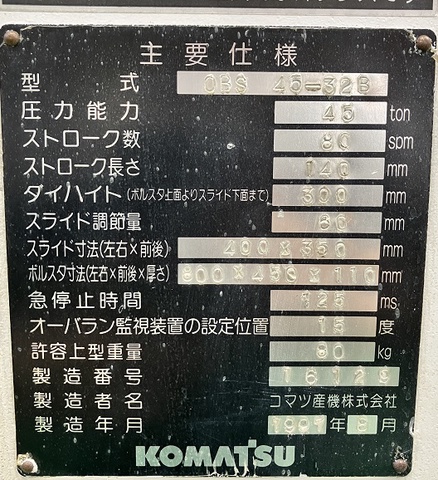 主要仕様
型式 OBS 45-32B
圧力能力 45 ton
ストローク数 80 spm
ストローク長さ 140 mm
ダイハイト(ボルスタ上面よりスライド下面まで) 300 mm
スライド調節量 mm
スライド寸法(左右×前後) 400×350 mm
ボルスタ寸法(左右×前後×厚さ) mm
急停止時間 125 ms
オーバラン監視装置の設定位置 15 度
許容上型重量 kg
製造番号
製造者名 コマツ産機株式会社
製造年月 月
KOMATSU